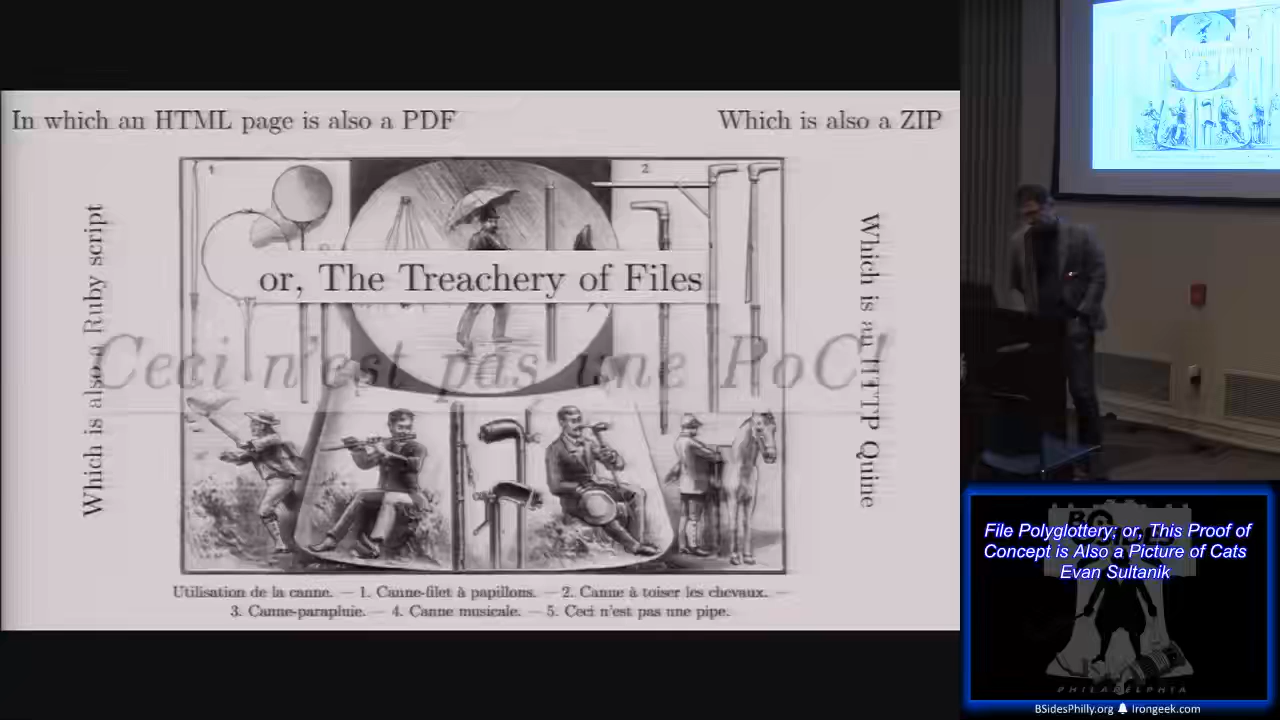 In which an HTML page is also a PDF
Which is also a ZIP
1
2
Which is also a Ruby script
or, The Treachery of Files
Which is an HTTP Quine
Ceci n'est pas une PoC!
Utilisation de la canne. — 1. Canne-filet à papillons. — 2. Canne à toiser les chevaux. —
3. Canne-parapluie. — 4. Canne musicale. — 5. Ceci n'est pas une pipe.
File Polyglottery; or, This Proof of
Concept is Also a Picture of Cats
Evan Sultanik
PHILADELPHIA
BSidesPhilly.org
Irongeek.com